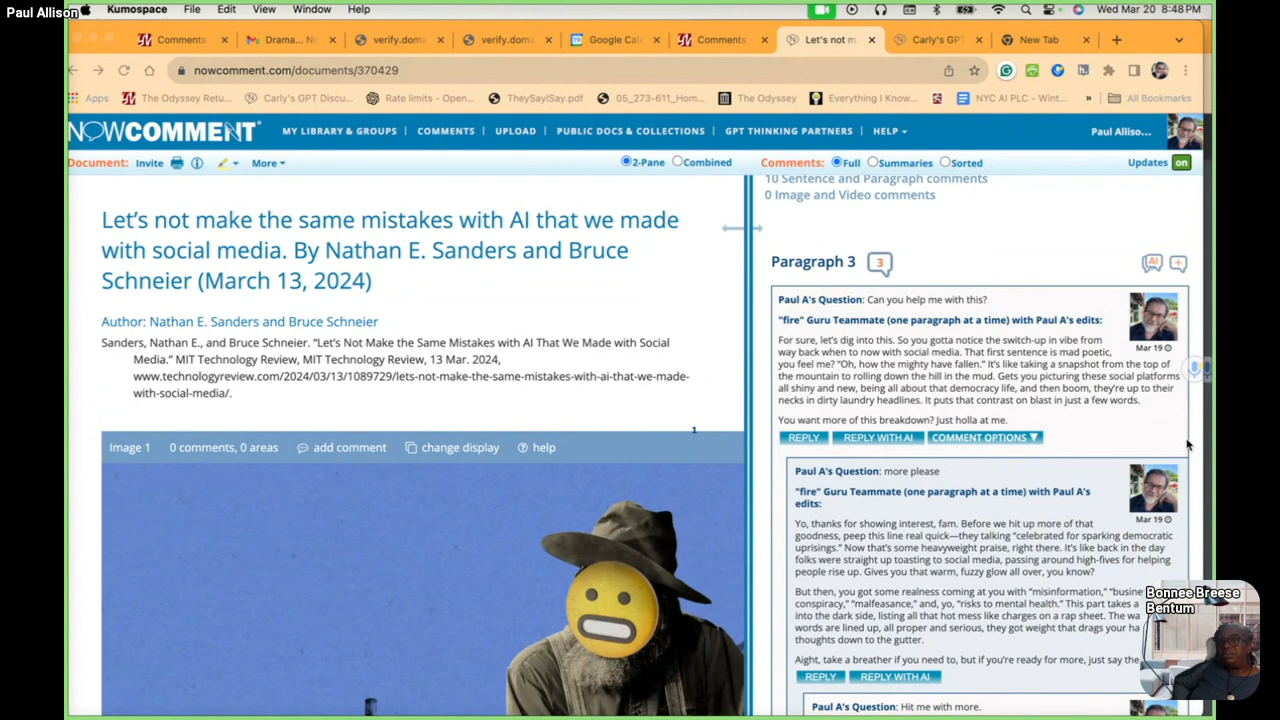 Paul Allison
Kumospace File Edit View Window Help Wed Mar 20 8:48 PM
Comments Gmail Drama... N verify.doma verify.doma Google Cal Comments Let's not m Carly's GPT New Tab
nowcomment.com/documents/370429
Apps The Odyssey Retu... Carly's GPT Discu... Rate limits - Open... TheySaylSay.pdf 05_273-611_Hom... The Odyssey Everything I Know... NYC AI PLC - Wint... » All Bookmarks
NOWCOMMENT MY LIBRARY & GROUPS | COMMENTS | UPLOAD | PUBLIC DOCS & COLLECTIONS | GPT THINKING PARTNERS | HELP Paul Alliso...
Document: Invite More 2-Pane Combined Comments: Full Summaries Sorted Updates on
Let's not make the same mistakes with AI that we made
with social media. By Nathan E. Sanders and Bruce
Schneier (March 13, 2024)
Author: Nathan E. Sanders and Bruce Schneier
Sanders, Nathan E., and Bruce Schneier. “Let’s Not Make the Same Mistakes with AI That We Made with Social
Media.” MIT Technology Review, MIT Technology Review, 13 Mar. 2024,
www.technologyreview.com/2024/03/13/1089729/lets-not-make-the-same-mistakes-with-ai-that-we-made-
with-social-media/.
1
Image 1 0 comments, 0 areas add comment change display help
10 Sentence and Paragraph comments
0 Image and Video comments
Paragraph 3 3 AI +
Paul A's Question: Can you help me with this?
"fire" Guru Teammate (one paragraph at a time) with Paul A's edits:
Mar 19
For sure, let's dig into this. So you gotta notice the switch-up in vibe from
way back when to now with social media. That first sentence is mad poetic,
you feel me? "Oh, how the mighty have fallen." It's like taking a snapshot from the top of
the mountain to rolling down the hill in the mud. Gets you picturing these social platforms
all shiny and new, being all about that democracy life, and then boom, they're up to their
necks in dirty laundry headlines. It puts that contrast on blast in just a few words.
You want more of this breakdown? Just holla at me.
REPLY REPLY WITH AI COMMENT OPTIONS ▼
Paul A's Question: more please
"fire" Guru Teammate (one paragraph at a time) with Paul A's
edits:
Mar 19
Yo, thanks for showing interest, fam. Before we hit up more of that
goodness, peep this line real quick—they talking "celebrated for sparking democratic
uprisings." Now that's some heavyweight praise, right there. It's like back in the day
folks were straight up toasting to social media, passing around high-fives for helping
people rise up. Gives you that warm, fuzzy glow all over, you know?
But then, you got some realness coming at you with "misinformation," "busine
conspiracy," "malfeasance," and, yo, "risks to mental health." This part takes a
into the dark side, listing all that hot mess like charges on a rap sheet. The wa
words are lined up, all proper and serious, they got weight that drags your ha
thoughts down to the gutter.
Aight, take a breather if you need to, but if you're ready for more, just say the
REPLY REPLY WITH AI
Paul A's Question: Hit me with more.
Bonnee Breese
Bentum